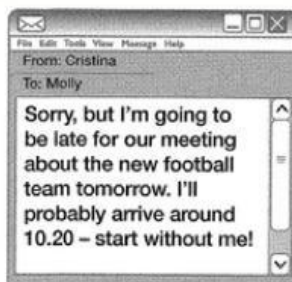 File Edit Tools View Message Help
From: Cristina
To: Molly
Sorry, but I'm going to
be late for our meeting
about the new football
team tomorrow. I'll
probably arrive around
10.20 – start without me!